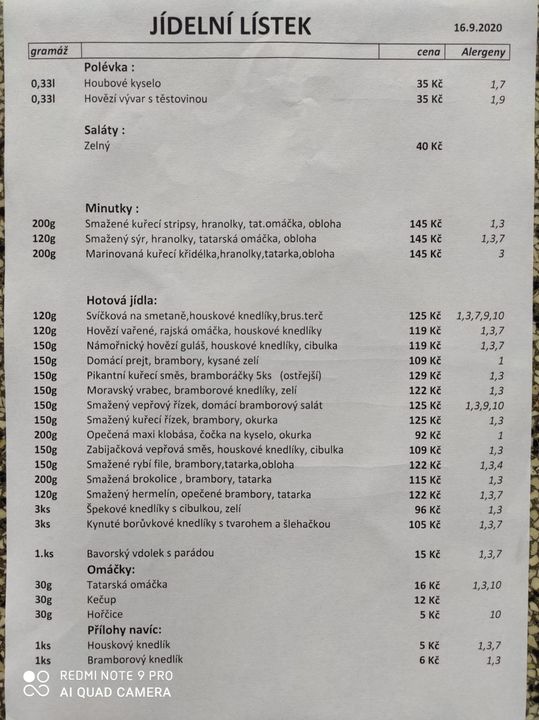 JÍDELNÍ LÍSTEK 16.9.2020
gramáž cena Alergeny
Polévka :
0,33l Houbové kyselo 35 Kč 1,7
0,33l Hovězí vývar s těstovinou 35 Kč 1,9
Saláty :
Zelný 40 Kč
Minutky :
200g Smažené kuřecí stripsy, hranolky, tat.omáčka, obloha 145 Kč 1,3
120g Smažený sýr, hranolky, tatarská omáčka, obloha 145 Kč 1,3,7
200g Marinovaná kuřecí křidélka,hranolky,tatarka,obloha 145 Kč 3
Hotová jídla:
120g Svíčková na smetaně,houskové knedlíky,brus.terč 125 Kč 1,3,7,9,10
120g Hovězí vařené, rajská omáčka, houskové knedlíky 119 Kč 1,3,7
150g Námořnický hovězí guláš, houskové knedlíky, cibulka 119 Kč 1,3,7
150g Domácí prejt, brambory, kysané zelí 109 Kč 1
150g Pikantní kuřecí směs, bramboráčky 5ks (ostřejší) 129 Kč 1,3
150g Moravský vrabec, bramborové knedlíky, zelí 122 Kč 1,3
150g Smažený vepřový řízek, domácí bramborový salát 125 Kč 1,3,9,10
150g Smažený kuřecí řízek, brambory, okurka 125 Kč 1,3
200g Opečená maxi klobása, čočka na kyselo, okurka 92 Kč 1
150g Zabijačková vepřová směs, houskové knedlíky, cibulka 109 Kč 1,3
150g Smažené rybí file, brambory,tatarka,obloha 122 Kč 1,3,4
200g Smažená brokolice , brambory, tatarka 115 Kč 1,3
120g Smažený hermelín, opečené brambory, tatarka 122 Kč 1,3,7
3ks Špekové knedlíky s cibulkou, zelí 96 Kč 1,3
3ks Kynuté borůvkové knedlíky s tvarohem a šlehačkou 105 Kč 1,3,7
1.ks Bavorský vdolek s parádou 15 Kč 1,3,7
Omáčky:
30g Tatarská omáčka 16 Kč 1,3,10
30g Kečup 12 Kč
30g Hořčice 5 Kč 10
Přílohy navíc:
1ks Houskový knedlík 5 Kč 1,3,7
1ks Bramborový knedlík 6 Kč 1,3
REDMI NOTE 9 PRO
AI QUAD CAMERA